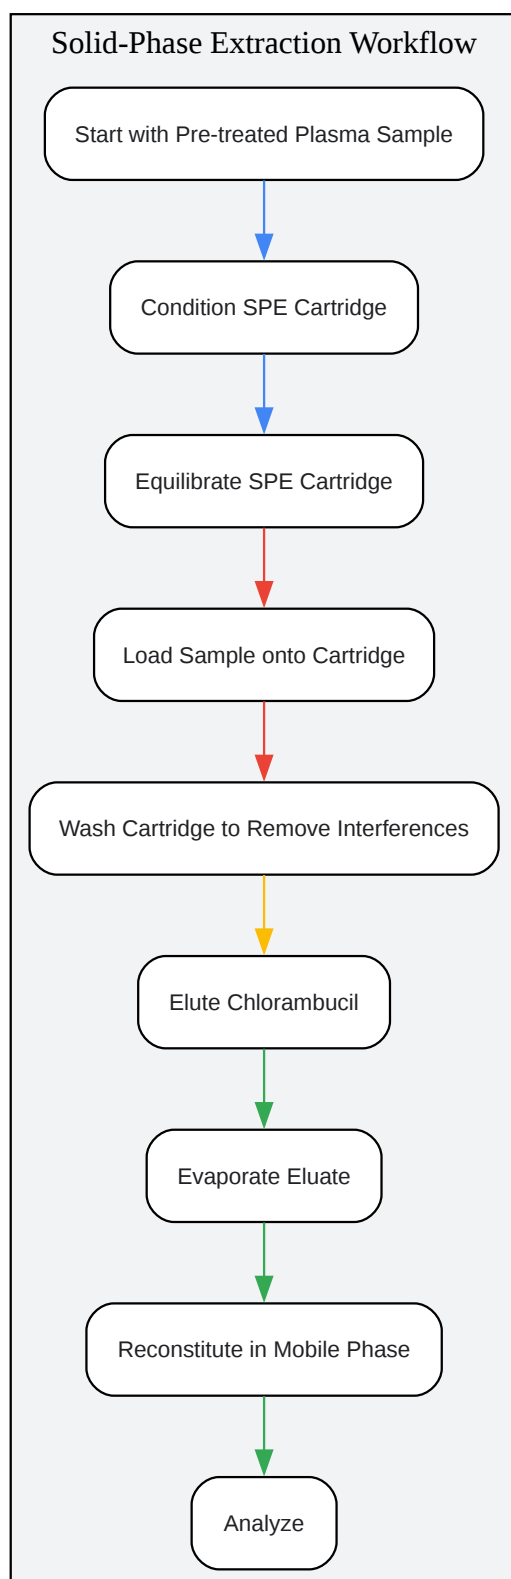 Solid-Phase Extraction Workflow
Start with Pre-treated Plasma Sample
Condition SPE Cartridge
Equilibrate SPE Cartridge
Load Sample onto Cartridge
Wash Cartridge to Remove Interferences
Elute Chlorambucil
Evaporate Eluate
Reconstitute in Mobile Phase
Analyze